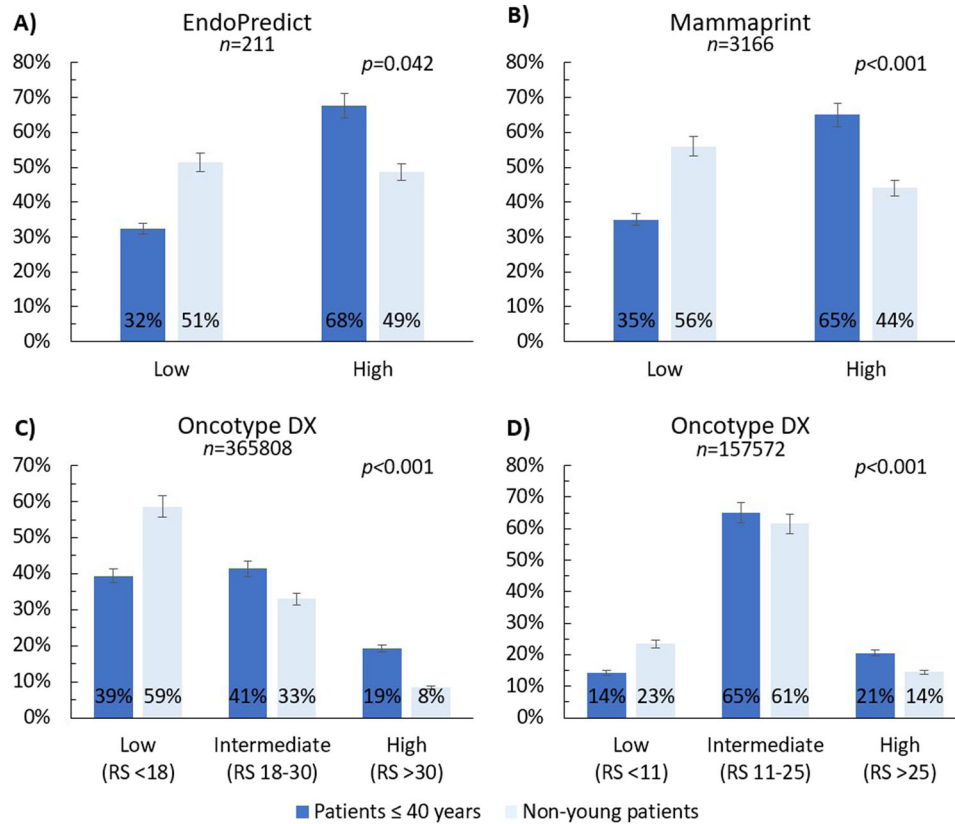 A)
EndoPredict
n=211
p=0.042
80%
70%
60%
50%
40%
30%
20%
10%
0%
32% 51% 68% 49%
Low High
B)
Mammaprint
n=3166
p<0.001
80%
70%
60%
50%
40%
30%
20%
10%
0%
35% 56% 65% 44%
Low High
C)
Oncotype DX
n=365808
p<0.001
70%
60%
50%
40%
30%
20%
10%
0%
39% 59% 41% 33% 19% 8%
Low Intermediate High
(RS <18) (RS 18-30) (RS >30)
D)
Oncotype DX
n=157572
p<0.001
80%
70%
60%
50%
40%
30%
20%
10%
0%
14% 23% 65% 61% 21% 14%
Low Intermediate High
(RS <11) (RS 11-25) (RS >25)
Patients ≤ 40 years Non-young patients